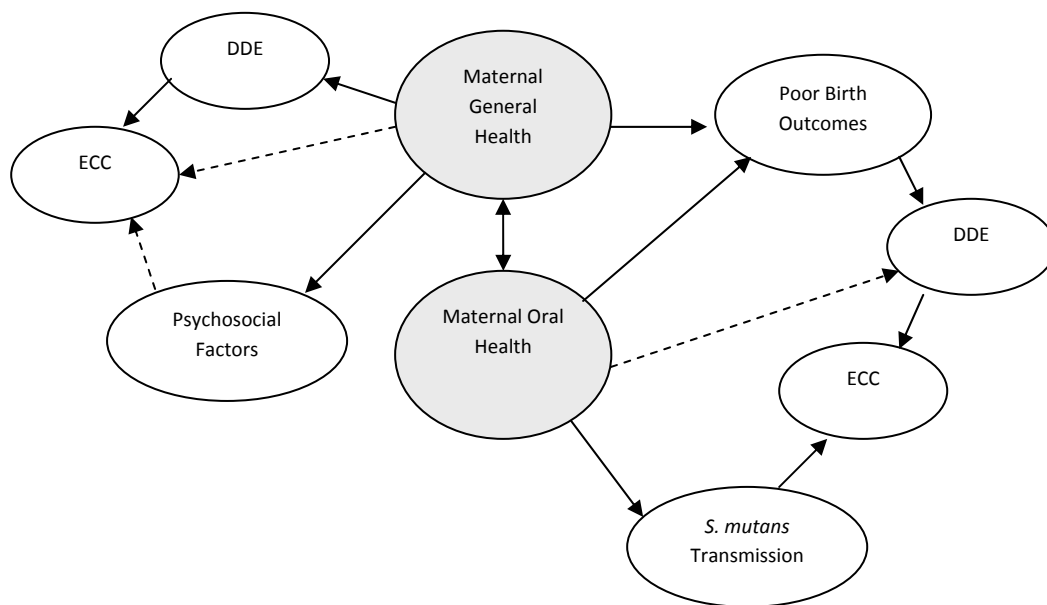 DDE
Maternal
General
Health
Poor Birth
Outcomes
ECC
DDE
Psychosocial
Factors
Maternal Oral
Health
ECC
S. mutans
Transmission